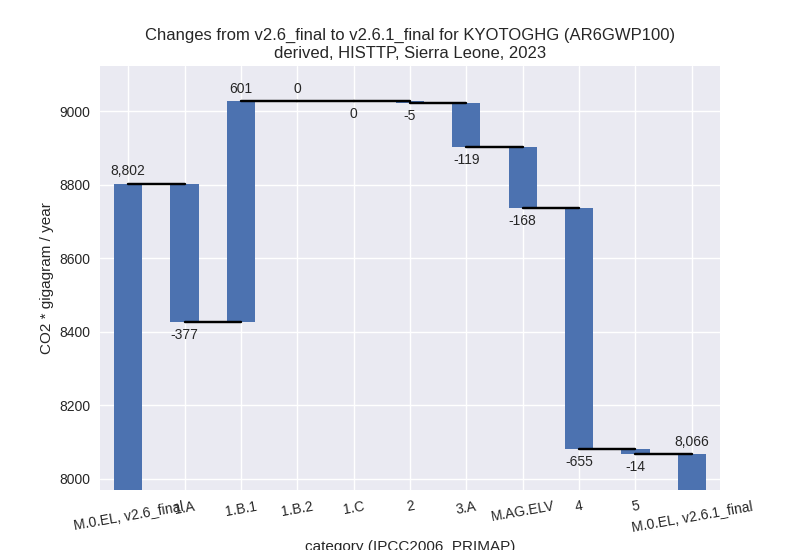 Changes from v2.6_final to v2.6.1_final for KYOTOGHG (AR6GWP100)
derived, HISTTP, Sierra Leone, 2023
CO2 * gigagram / year
9000
8800
8600
8400
8200
8000
8,802
-377
601
0
0
-5
-119
-168
-655
-14
8,066
M.0.EL, v2.6_final
1.A
1.B.1
1.B.2
1.C
2
3.A
M.AG.ELV
4
5
M.0.EL, v2.6.1_final
category (IPCC2006_PRIMAP)